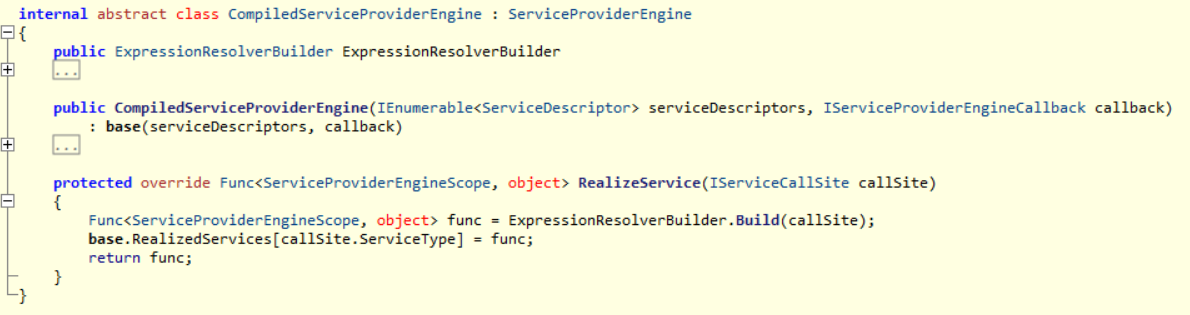 internal abstract class CompiledServiceProviderEngine : ServiceProviderEngine
{
    public ExpressionResolverBuilder ExpressionResolverBuilder
    ...
    public CompiledServiceProviderEngine(IEnumerable<ServiceDescriptor> serviceDescriptors, IServiceProviderEngineCallback callback)
        : base(serviceDescriptors, callback)
    ...
    protected override Func<ServiceProviderEngineScope, object> RealizeService(IServiceCallSite callSite)
    {
        Func<ServiceProviderEngineScope, object> func = ExpressionResolverBuilder.Build(callSite);
        base.RealizedServices[callSite.ServiceType] = func;
        return func;
    }
}